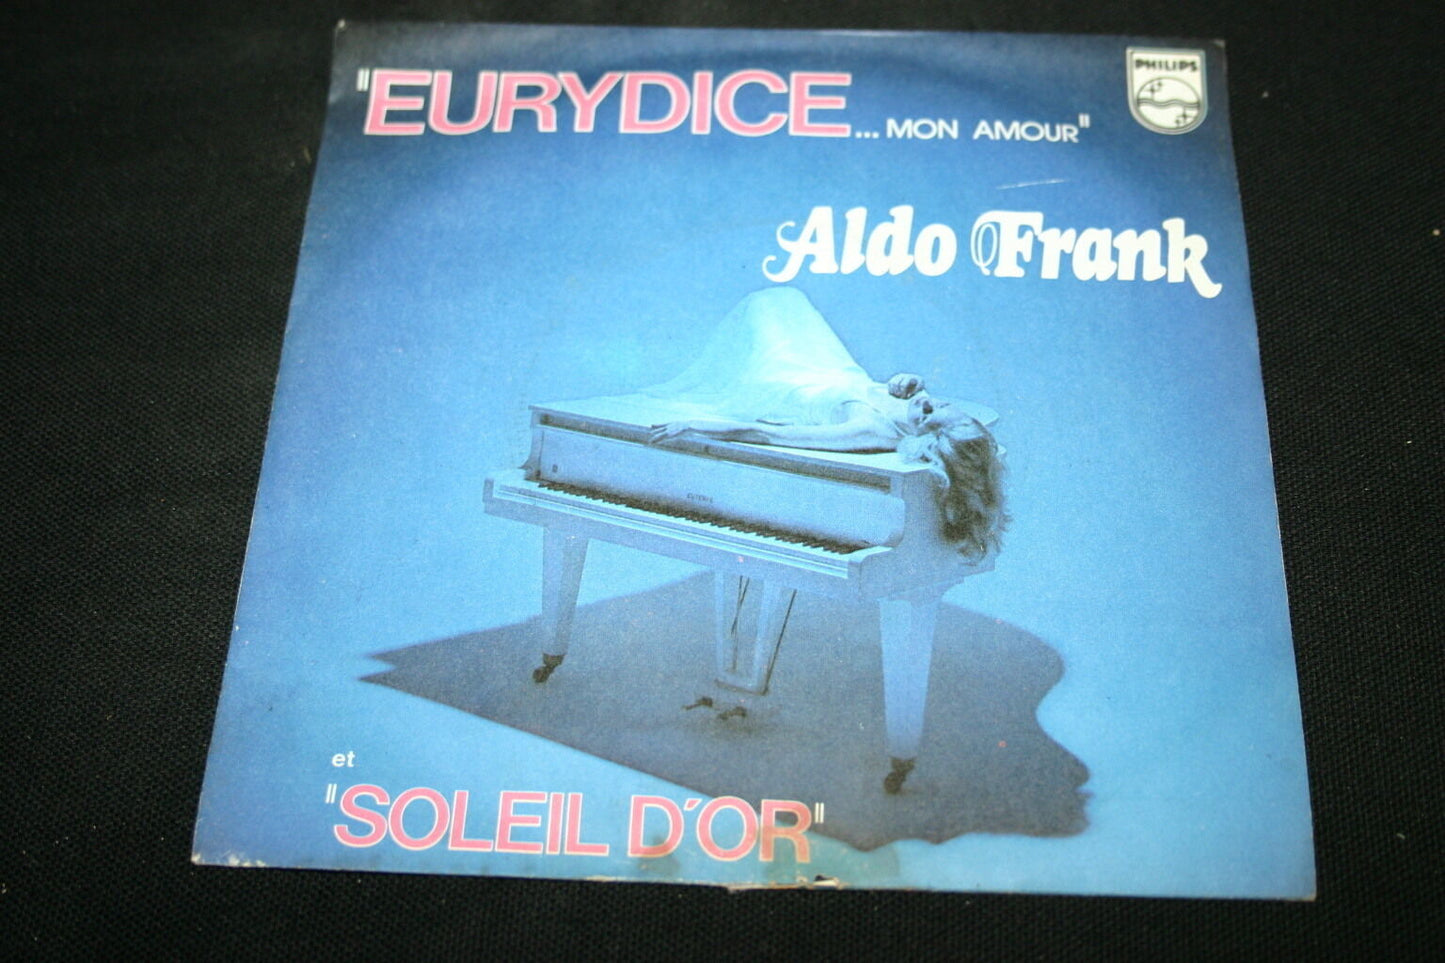 "EURYDICE... MON AMOUR"
PHILIPS
Aldo Frank
et
"SOLEIL D'OR"